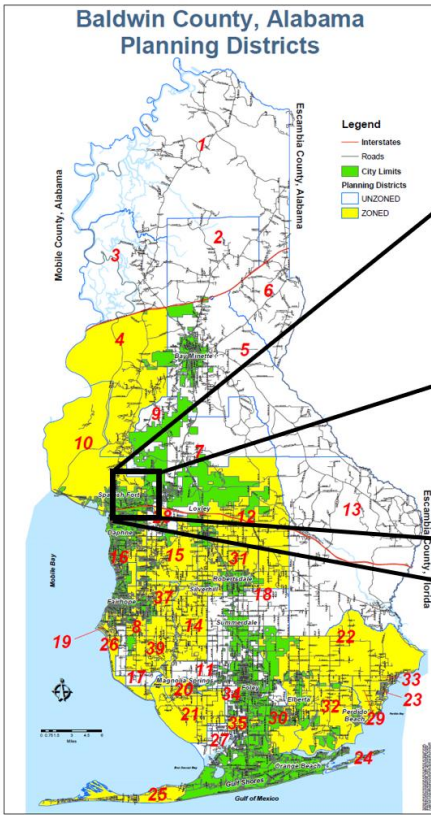 Baldwin County, Alabama
Planning Districts
Escambia County, Alabama
Mobile County, Alabama
Legend
Interstates
Roads
City Limits
Planning Districts
UNZONED
ZONED
1
2
3
6
4
5
Bay Minette
9
10
7
Spanish Fort
Loxley
12
13
Escambia County, Florida
Daphne
16
15
31
Mobile Bay
Robertsdale
Silverhill
18
37
Fairhope
19
8
14
Summerdale
22
26
39
11
17
Magnolia Springs
20
34
Foley
Elberta
33
32
23
Perdido
Beach
29
21
35
30
27
24
Orange Beach
Gulf Shores
25
Gulf of Mexico
Miles